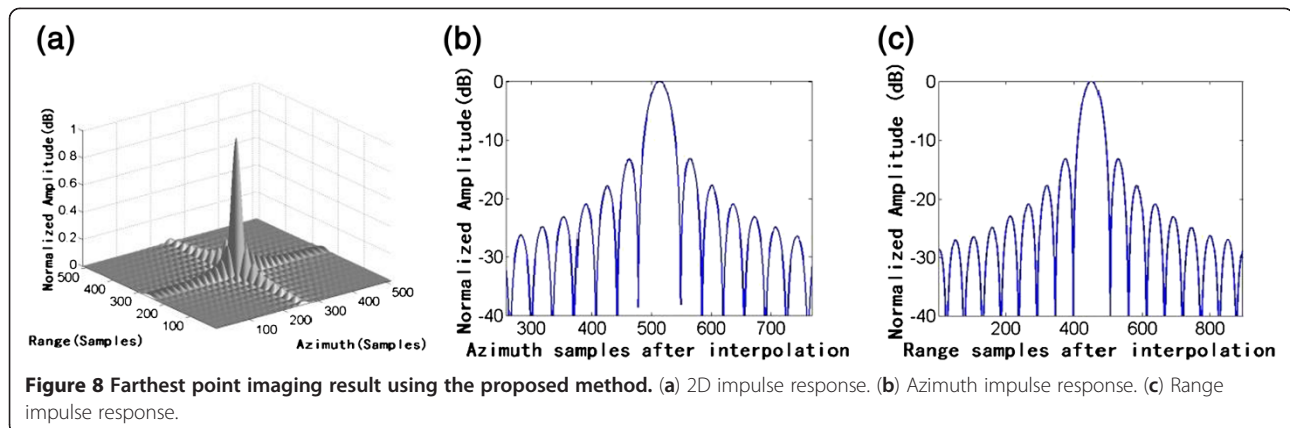 (a)
Normalized Amplitude(dB)
1
0.8
0.6
0.4
0.2
0
500
400
300
200
100
Range(Samples)
100
200
300
400
500
Azimuth(Samples)
(b)
Normalized Amplitude(dB)
0
-10
-20
-30
-40
300 400 500 600 700
Azimuth samples after interpolation
(c)
Normalized Amplitude (dB)
0
-10
-20
-30
-40
200 400 600 800
Range samples after interpolation
Figure 8 Farthest point imaging result using the proposed method. (a) 2D impulse response. (b) Azimuth impulse response. (c) Range
impulse response.